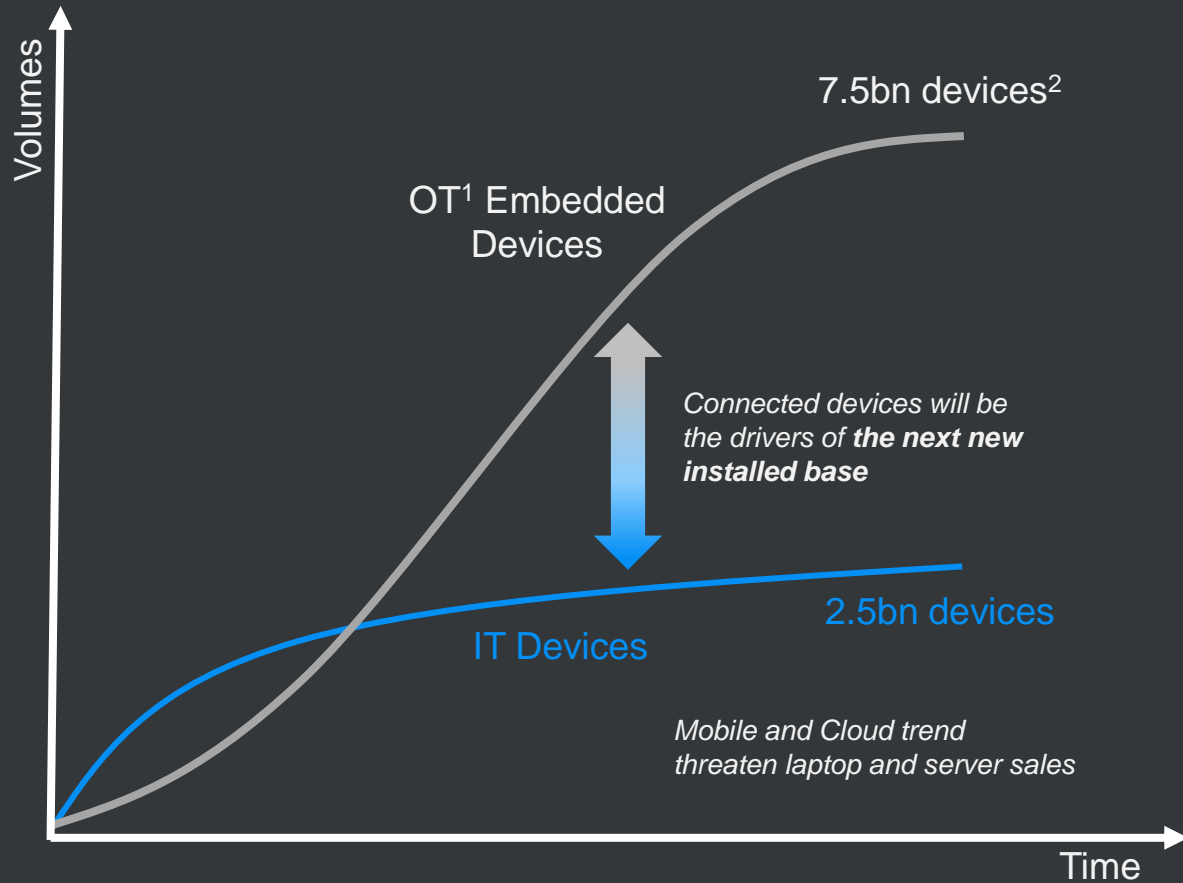 Volumes
7.5bn devices²
OT¹ Embedded
Devices
Connected devices will be
the drivers of the next new
installed base
2.5bn devices
IT Devices
Mobile and Cloud trend
threaten laptop and server sales
Time